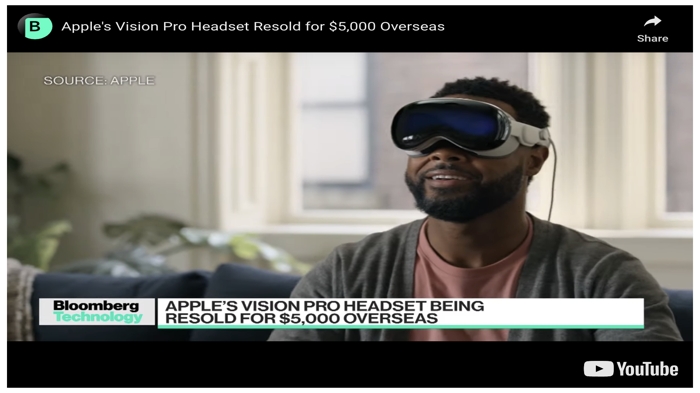 B
Apple's Vision Pro Headset Resold for $5,000 Overseas
Share
SOURCE: APPLE
Bloomberg
Technology
APPLE'S VISION PRO HEADSET BEING
RESOLD FOR $5,000 OVERSEAS
YouTube